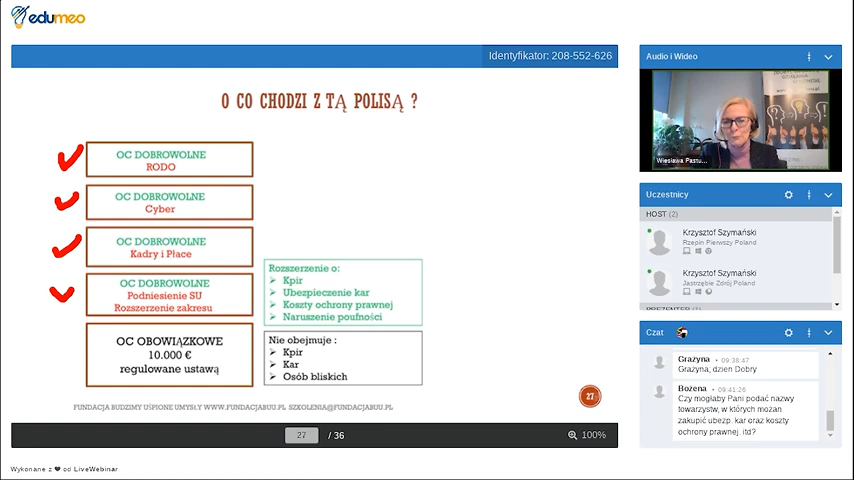 edumeo
Identyfikator: 208-552-626
O CO CHODZI Z TĄ POLISĄ ?
OC DOBROWOLNE
RODO
OC DOBROWOLNE
Cyber
OC DOBROWOLNE
Kadry i Płace
OC DOBROWOLNE
Podniesienie SU
Rozszerzenie zakresu
OC OBOWIĄZKOWE
10.000 €
regulowane ustawą
Rozszerzenie o:
Kpir
Ubezpieczenie kar
Koszty ochrony prawnej
Naruszenie poufności
Nie obejmuje :
Kpir
Kar
Osób bliskich
27
FUNDACJA BUDZIMY UŚPIONE UMYSŁY WWW.FUNDACJABUU.PL SZKOLENIA@FUNDACJABUU.PL
27 / 36
100%
Wykonane z ❤ od LiveWebinar
Audio i Wideo
Wiesława Pastu...
Uczestnicy
HOST (2)
Krzysztof Szymański
Rzepin Pierwszy Poland
Krzysztof Szymański
Jastrzębie Zdrój Poland
PREZENTER
Czat
Grażyna • 09:38:47
Grażyna; dzien Dobry
Bożena • 09:41:26
Czy mogłaby Pani podać nazwy
towarzystw, w których można
zakupić ubezp. kar oraz koszty
ochrony prawnej. itd?